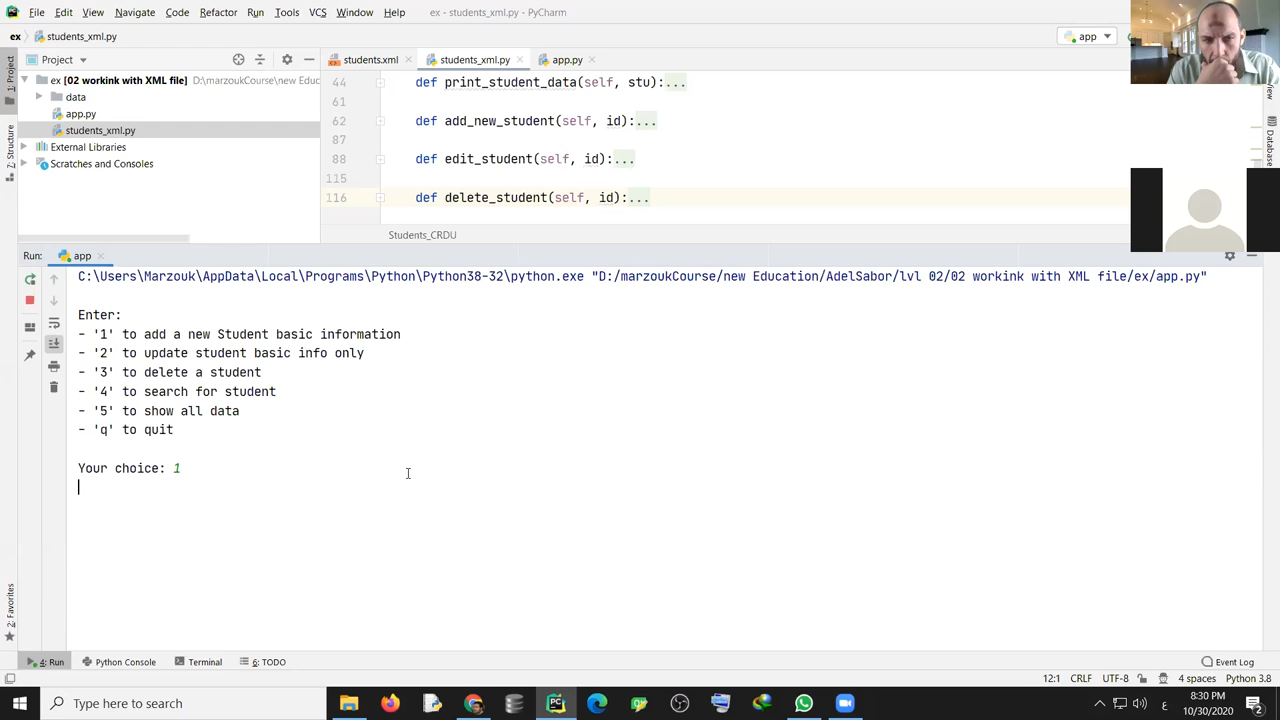 File Edit View Navigate Code Refactor Run Tools VCS Window Help ex - students_xml.py - PyCharm
ex students_xml.py app
Project students.xml students_xml.py app.py
ex [02 workink with XML file] D:\marzoukCourse\new Educ
data
app.py
students_xml.py
External Libraries
Scratches and Consoles
1: Project
7: Structure
2: Favorites
Database
44 def print_student_data(self, stu):...
61
62 def add_new_student(self, id):...
87
88 def edit_student(self, id):...
115
116 def delete_student(self, id):...
Students_CRDU
Run: app
C:\Users\Marzouk\AppData\Local\Programs\Python\Python38-32\python.exe "D:/marzoukCourse/new Education/AdelSabor/lvl 02/02 workink with XML file/ex/app.py"
Enter:
- '1' to add a new Student basic information
- '2' to update student basic info only
- '3' to delete a student
- '4' to search for student
- '5' to show all data
- 'q' to quit
Your choice: 1
4: Run Python Console Terminal 6: TODO Event Log
12:1 CRLF UTF-8 4 spaces Python 3.8
Type here to search
ع 8:30 PM
10/30/2020 2